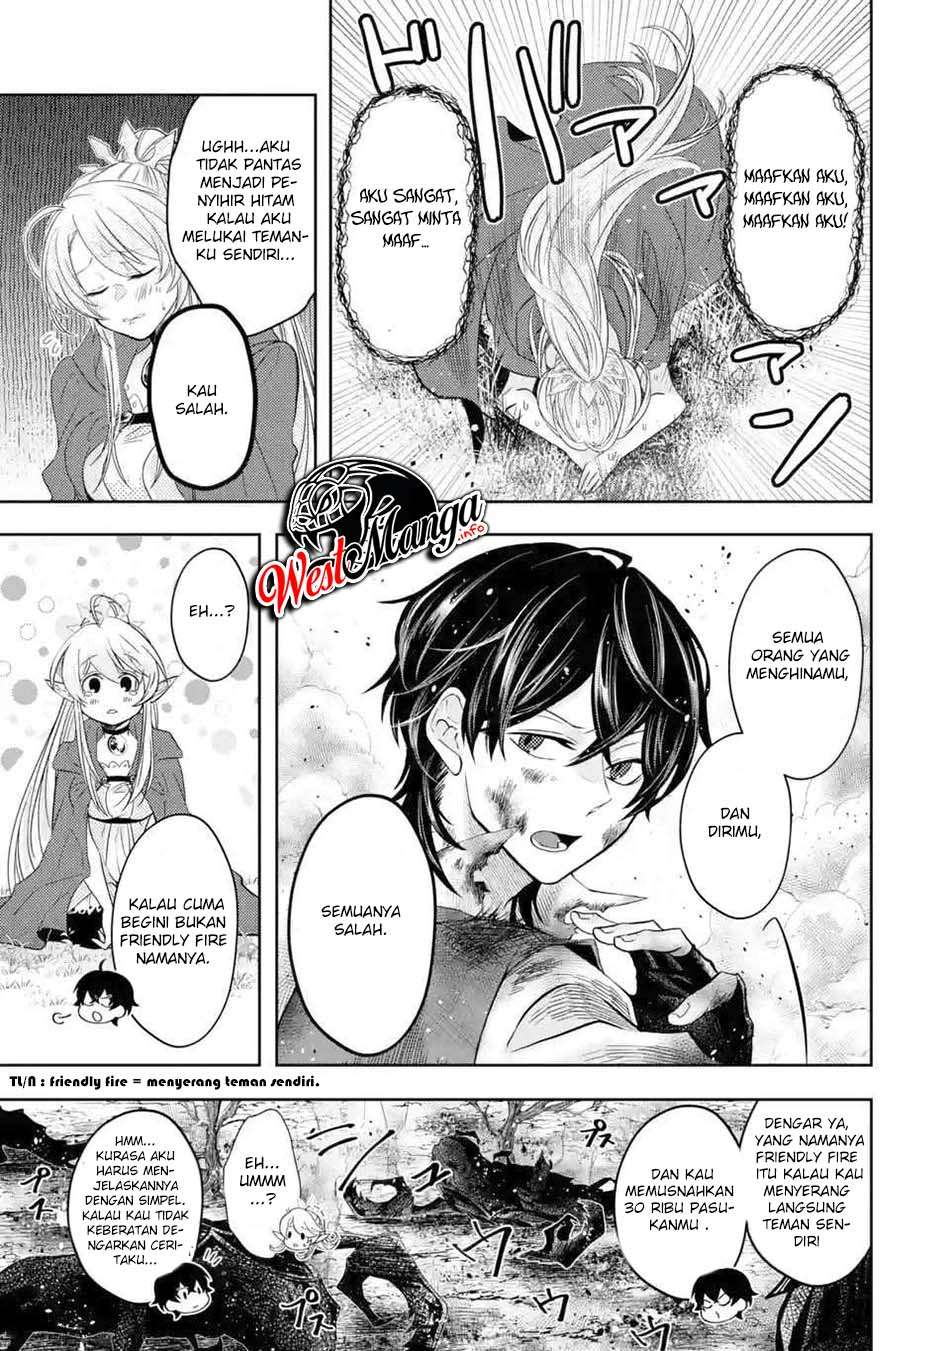 MAAFKAN AKU,
MAAFKAN AKU,
MAAFKAN AKU!
AKU SANGAT,
SANGAT MINTA
MAAF...
ド
ド
マ
ァ
UGHH...AKU
TIDAK PANTAS
MENJADI PE-
NYIHIR HITAM
KALAU AKU
MELUKAI TEMAN-
KU SENDIRI...
KAU
SALAH.
WestManga
.info
SEMUA
ORANG YANG
MENGHINAMU,
DAN
DIRIMU,
SEMUANYA
SALAH.
EH...?
KALAU CUMA
BEGINI BUKAN
FRIENDLY FIRE
NAMANYA.
TL/N : friendly fire = menyerang teman sendiri.
DENGAR YA,
YANG NAMANYA
FRIENDLY FIRE
ITU KALAU KAU
MENYERANG
LANGSUNG
TEMAN SEN-
DIRI!
DAN KAU
MEMUSNAHKAN
30 RIBU PASU-
KANMU .
EH...
UMMM
...?
HMM...
KURASA AKU
HARUS MEN-
JELASKANNYA
DENGAN SIMPEL.
KALAU KAU TIDAK
KEBERATAN DE-
NGARKAN CERI-
TAKU...